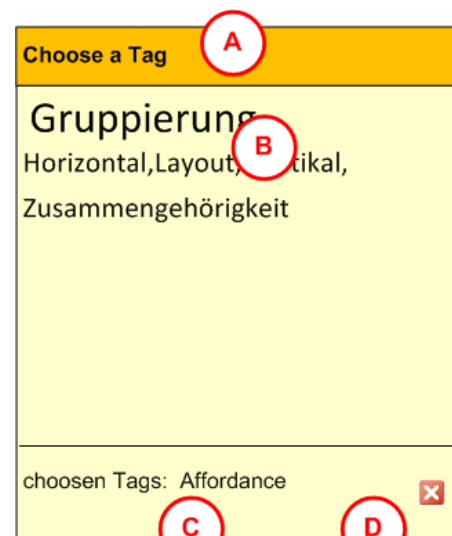 Choose a Tag
A
Gruppierung
B
Horizontal,Layout,
Zusammengehörigkeit
choosen Tags: Affordance
C
D